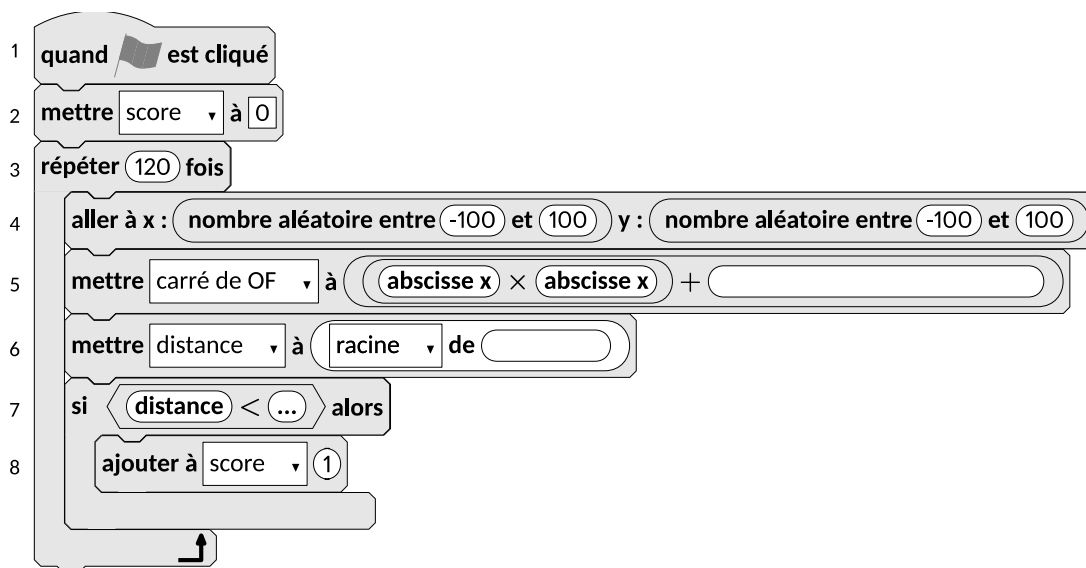 1 quand est cliqué
2 mettre score ▾ à 0
3 répéter 120 fois
4 aller à x : nombre aléatoire entre -100 et 100 y : nombre aléatoire entre -100 et 100
5 mettre carré de OF ▾ à abscisse x × abscisse x +
6 mettre distance ▾ à racine ▾ de
7 si distance < ... alors
8 ajouter à score ▾ 1